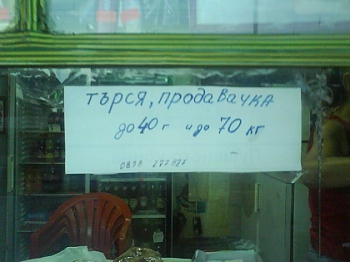 Търся, продавачка
до 40 г и до 70 кг